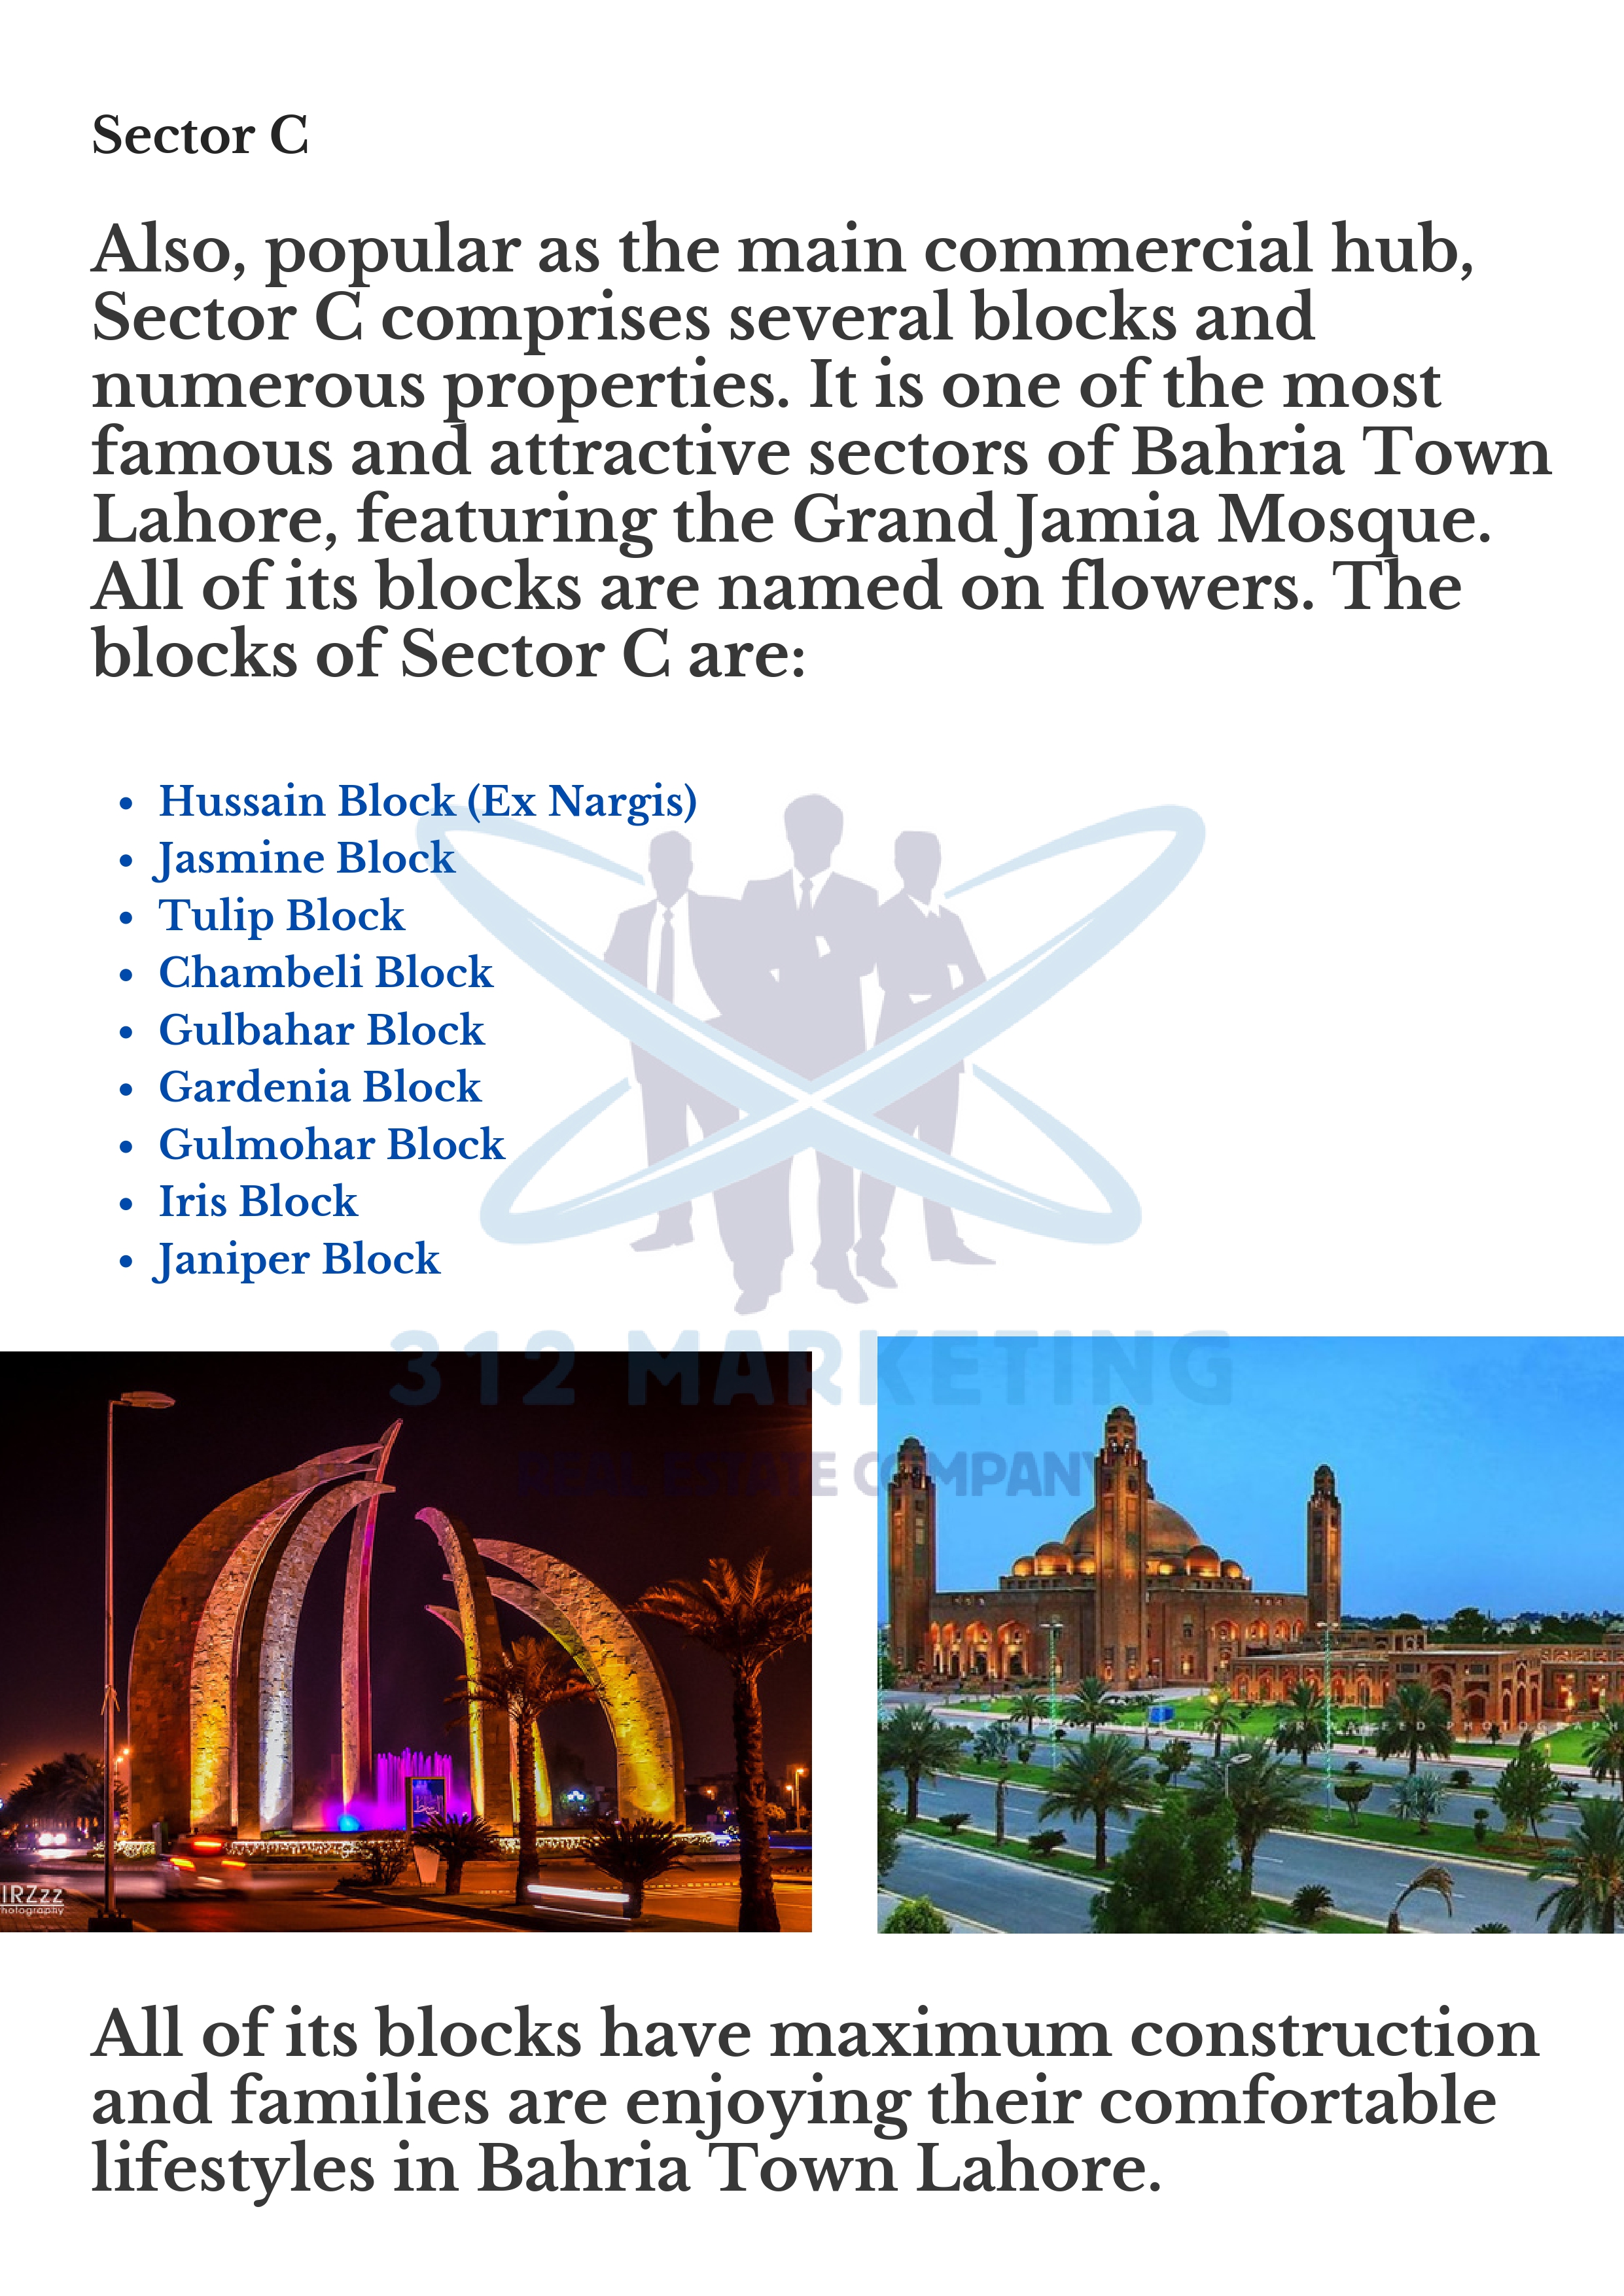 Sector C
Also, popular as the main commercial hub,
Sector C comprises several blocks and
numerous properties. It is one of the most
famous and attractive sectors of Bahria Town
Lahore, featuring the Grand Jamia Mosque.
All of its blocks are named on flowers. The
blocks of Sector C are:
• Hussain Block (Ex Nargis)
• Jasmine Block
• Tulip Block
• Chambeli Block
• Gulbahar Block
• Gardenia Block
• Gulmohar Block
• Iris Block
• Janiper Block
312 MARKETING
REAL ESTATE COMPANY
IRZzz
hotography
All of its blocks have maximum construction
and families are enjoying their comfortable
lifestyles in Bahria Town Lahore.